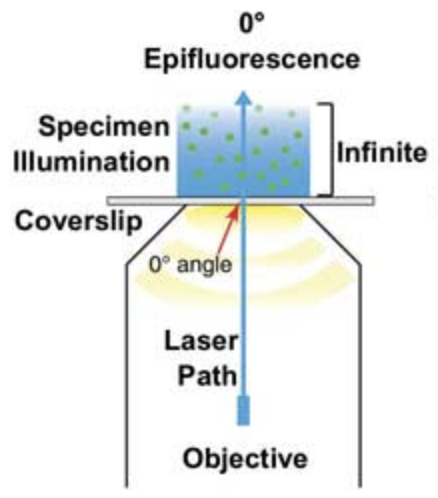 0°
Epifluorescence
Specimen
Illumination
Infinite
Coverslip
0° angle
Laser
Path
Objective